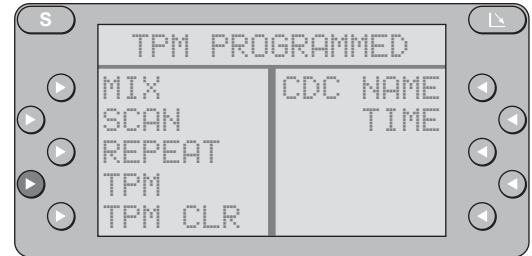 S
TPM PROGRAMMED
MIX
SCAN
REPEAT
TPM
TPM CLR
CDC NAME
TIME